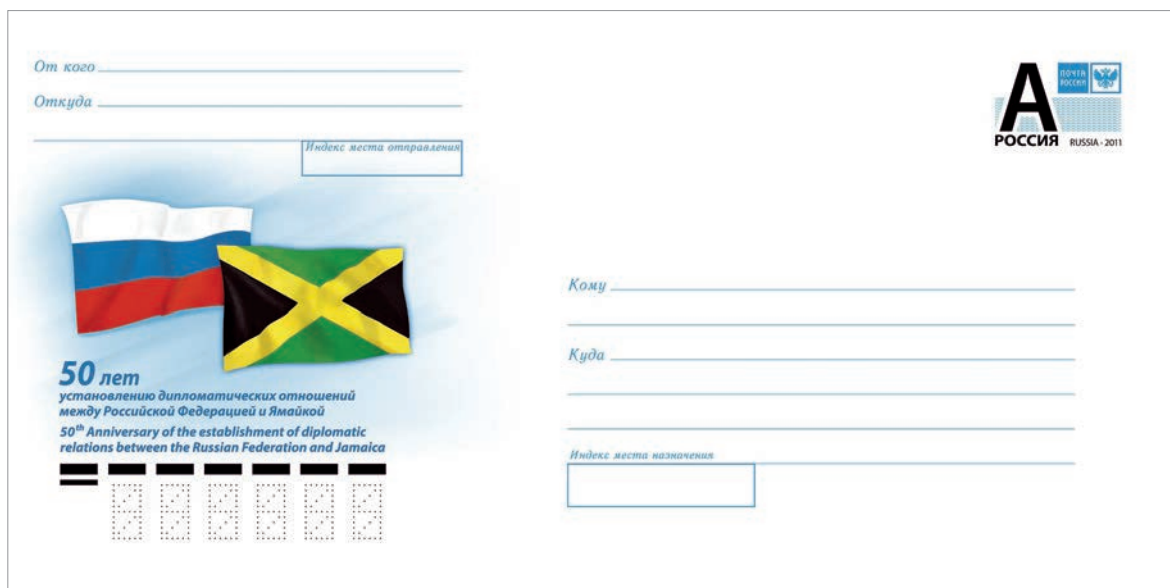 От кого
Откуда
Индекс места отправления
ПОЧТА
РОССИИ
А
РОССИЯ RUSSIA · 2011
50 лет
установлению дипломатических отношений
между Российской Федерацией и Ямайкой
50th Anniversary of the establishment of diplomatic
relations between the Russian Federation and Jamaica
Кому
Куда
Индекс места назначения